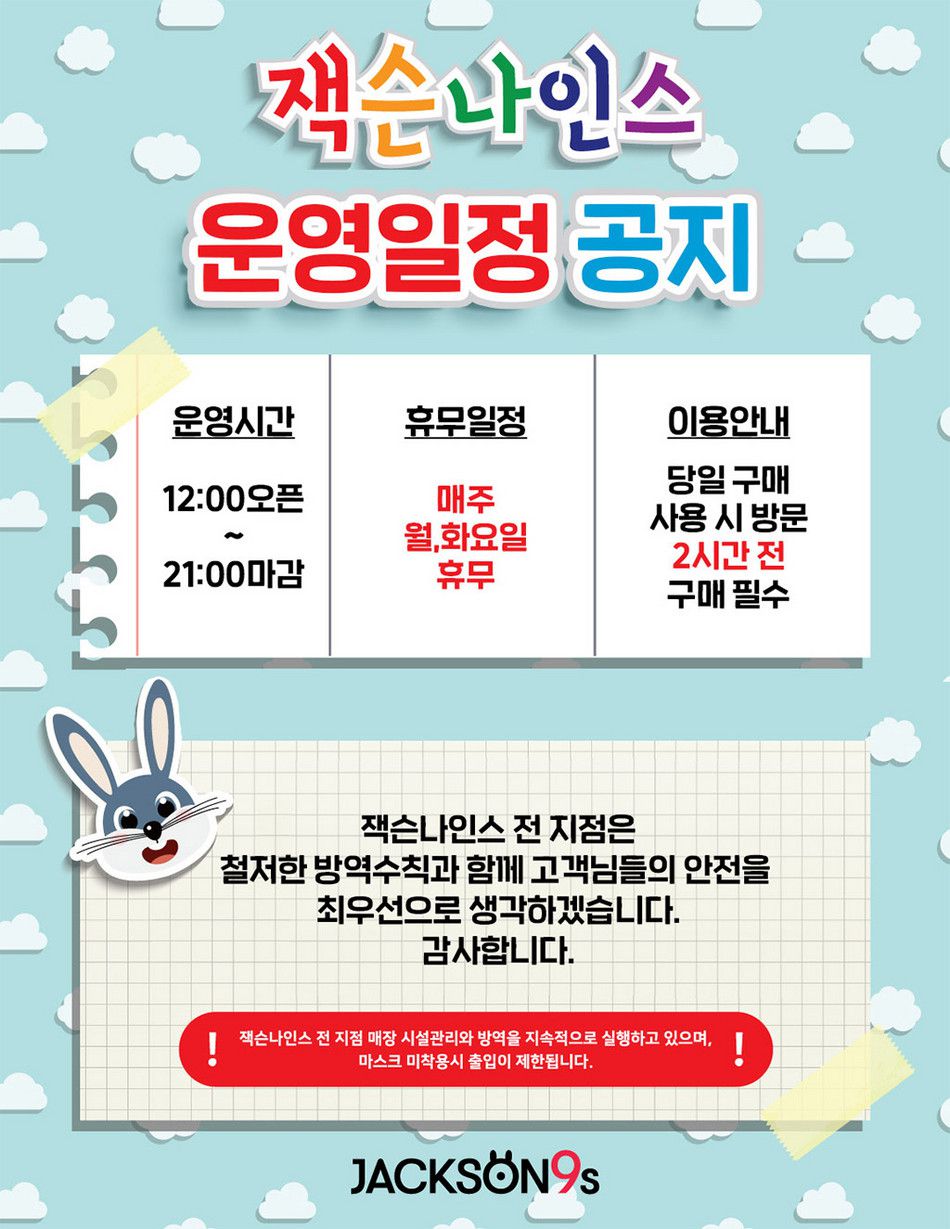 잭슨나인스
운영일정 공지
운영시간
12:00오픈
~
21:00마감
휴무일정
매주
월,화요일
휴무
이용안내
당일 구매
사용 시 방문
2시간 전
구매 필수
잭슨나인스 전 지점은
철저한 방역수칙과 함께 고객님들의 안전을
최우선으로 생각하겠습니다.
감사합니다.
! 잭슨나인스 전 지점 매장 시설관리와 방역을 지속적으로 실행하고 있으며, !
마스크 미착용시 출입이 제한됩니다.
JACKSON9s